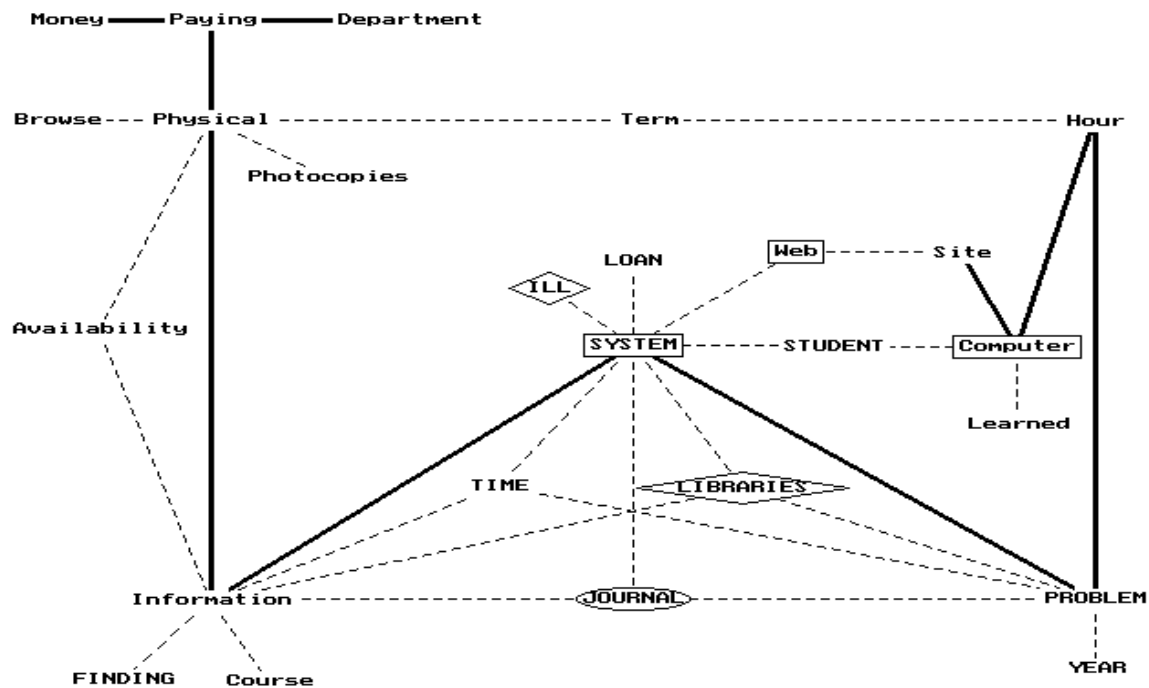 Money Paying Department
Browse Physical Term Hour
Photocopies
Web Site
LOAN
ILL
Availability
SYSTEM STUDENT Computer
Learned
TIME LIBRARIES
Information JOURNAL PROBLEM
FINDING Course YEAR